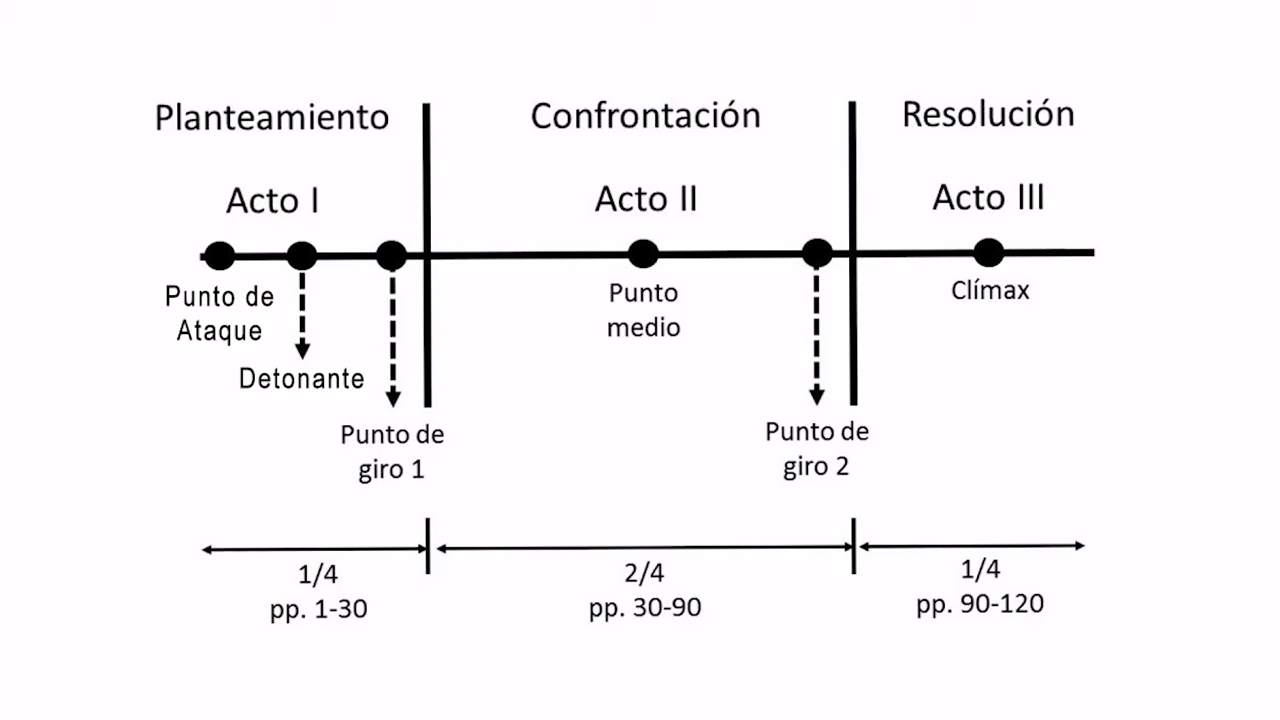 Planteamiento
Confrontación
Resolución
Acto I
Acto II
Acto III
Punto de
Ataque
Detonante
Punto de
giro 1
Punto
medio
Punto de
giro 2
Clímax
1/4
pp. 1-30
2/4
pp. 30-90
1/4
pp. 90-120